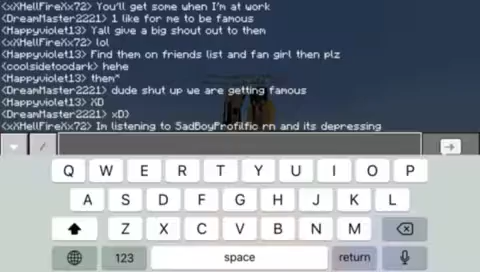 <xXHellFireXx72> You'll get some when I'm at work
<DreamMaster2221> 1 like for me to be famous
<Happyviolet13> Yall give a big shout out to them
<xXHellFireXx72> lol
<Happyviolet13> Find them on friends list and fan girl then plz
<coolsidetoodark> hehe
<Happyviolet13> them^
<DreamMaster2221> dude shut up we are getting famous
<Happyviolet13> XD
<DreamMaster2221> xD)
<xXHellFireXx72> Im listening to SadBoyProlific rn and its depressing
/
Q W E R T Y U I O P
A S D F G H J K L
Z X C V B N M
123 space return